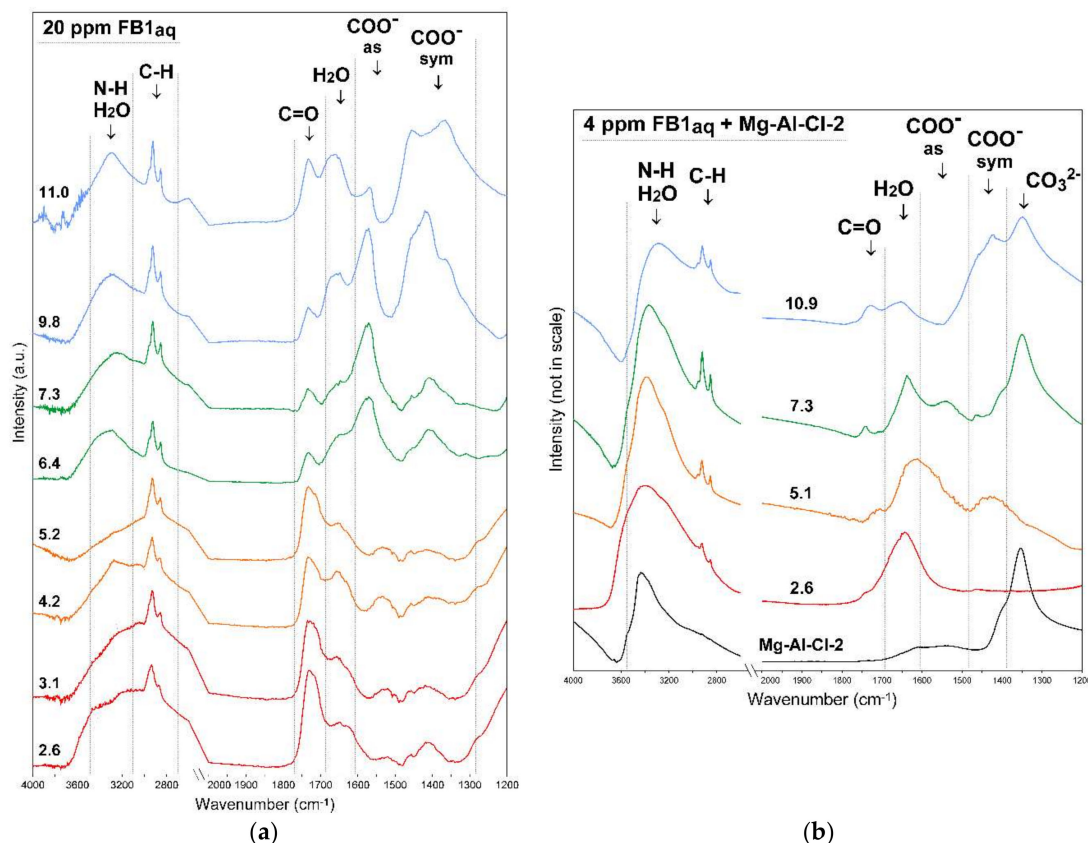 20 ppm FB1aq
COO⁻
as
COO⁻
sym
N-H
H₂O
C-H
C=O
H₂O
11.0
9.8
7.3
6.4
5.2
4.2
3.1
2.6
Intensity (a.u.)
4000 3200 2800 2000 1900 1800 1700 1600 1500 1400 1300 1200
Wavenumber (cm⁻¹)
(a)
4 ppm FB1aq + Mg-Al-Cl-2
COO⁻
as
COO⁻
sym
N-H
H₂O
C-H
C=O
H₂O
CO₃²⁻
10.9
7.3
5.1
2.6
Mg-Al-Cl-2
Intensity (not in scale)
4000 3600 3200 2800 2000 1900 1800 1700 1600 1500 1400 1300 1200
Wavenumber (cm⁻¹)
(b)